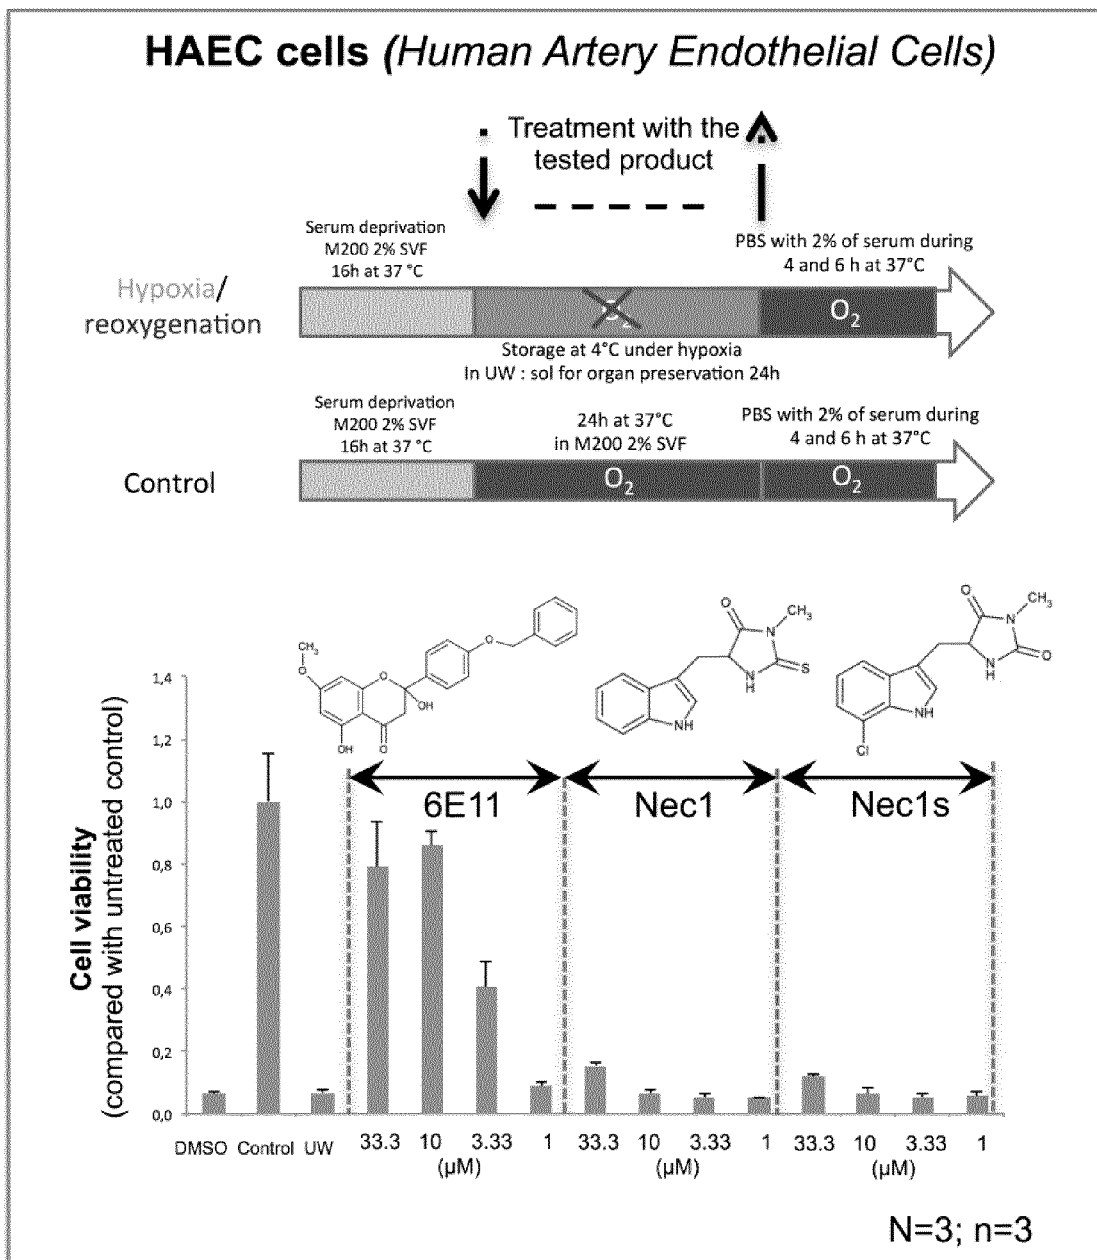 HAEC cells (Human Artery Endothelial Cells)
Treatment with the
tested product
Serum deprivation
M200 2% SVF
16h at 37 °C
PBS with 2% of serum during
4 and 6 h at 37°C
Hypoxia/
reoxygenation
O2
O2
Storage at 4°C under hypoxia
In UW : sol for organ preservation 24h
Serum deprivation
M200 2% SVF
16h at 37 °C
24h at 37°C
in M200 2% SVF
PBS with 2% of serum during
4 and 6 h at 37°C
Control
O2
O2
CH3
O
O
OH
OH
O
O
O
N
CH3
S
N
H
NH
O
N
CH3
O
N
H
NH
Cl
6E11
Nec1
Nec1s
Cell viability
(compared with untreated control)
1,4
1,2
1,0
0,8
0,6
0,4
0,2
0,0
DMSO Control UW 33.3 10 3.33 1 33.3 10 3.33 1 33.3 10 3.33 1
(µM) (µM) (µM)
N=3; n=3